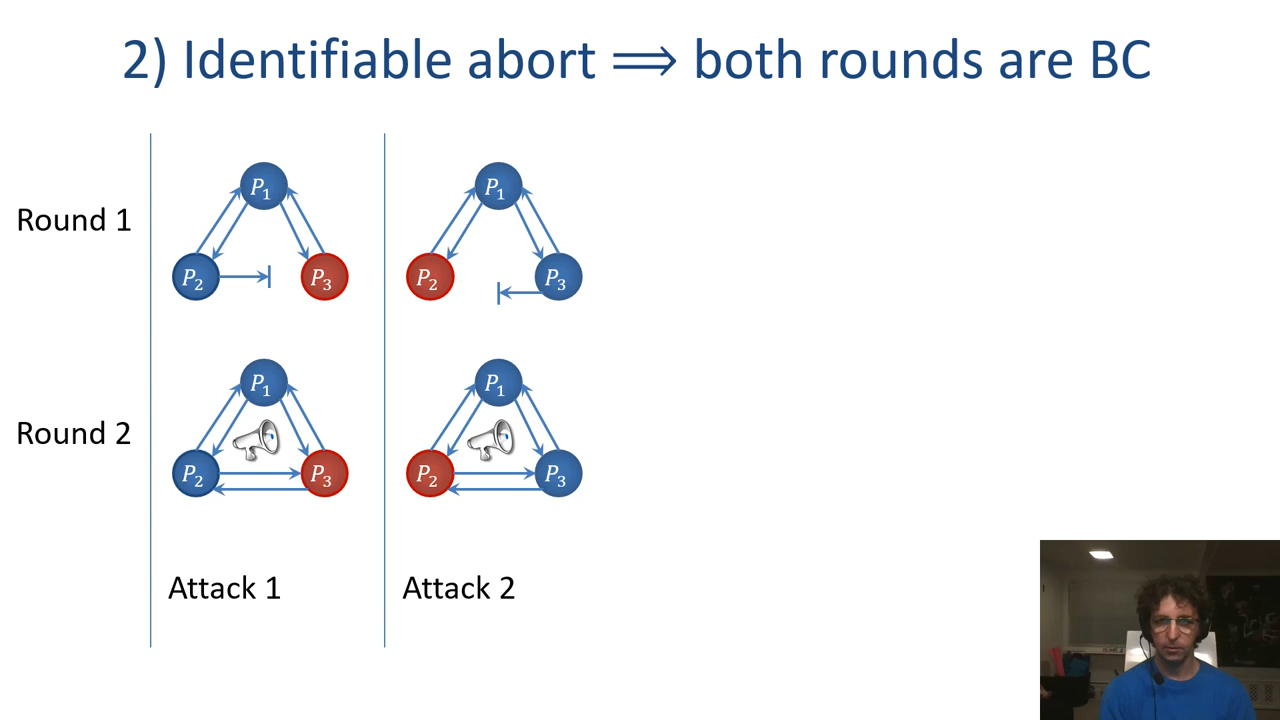 2) Identifiable abort ⟹ both rounds are BC
Round 1
P₁ P₁
P₂ P₃ P₂ P₃
Round 2
P₁ P₁
P₂ P₃ P₂ P₃
Attack 1 Attack 2